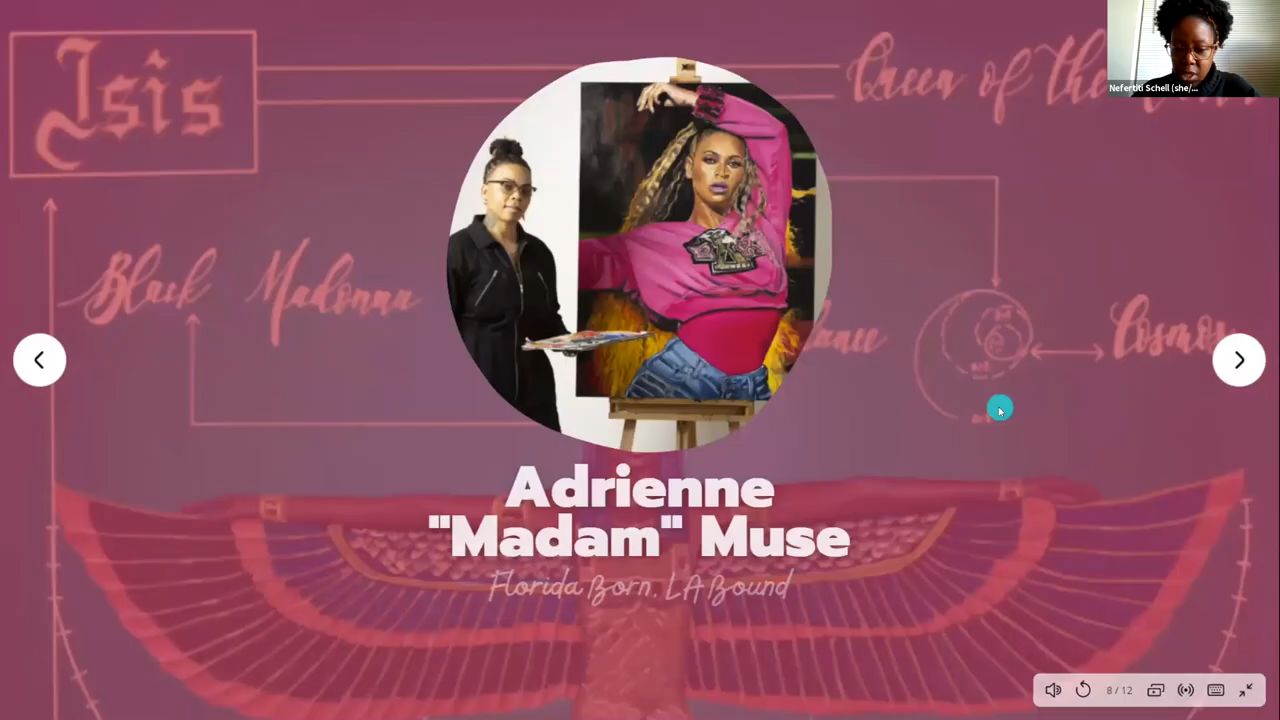 Isis
Queen of the
Nefertiti Schell (she/...
Black Madonna
Cosmos
Adrienne
"Madam" Muse
Florida Born, LA Bound
8 / 12